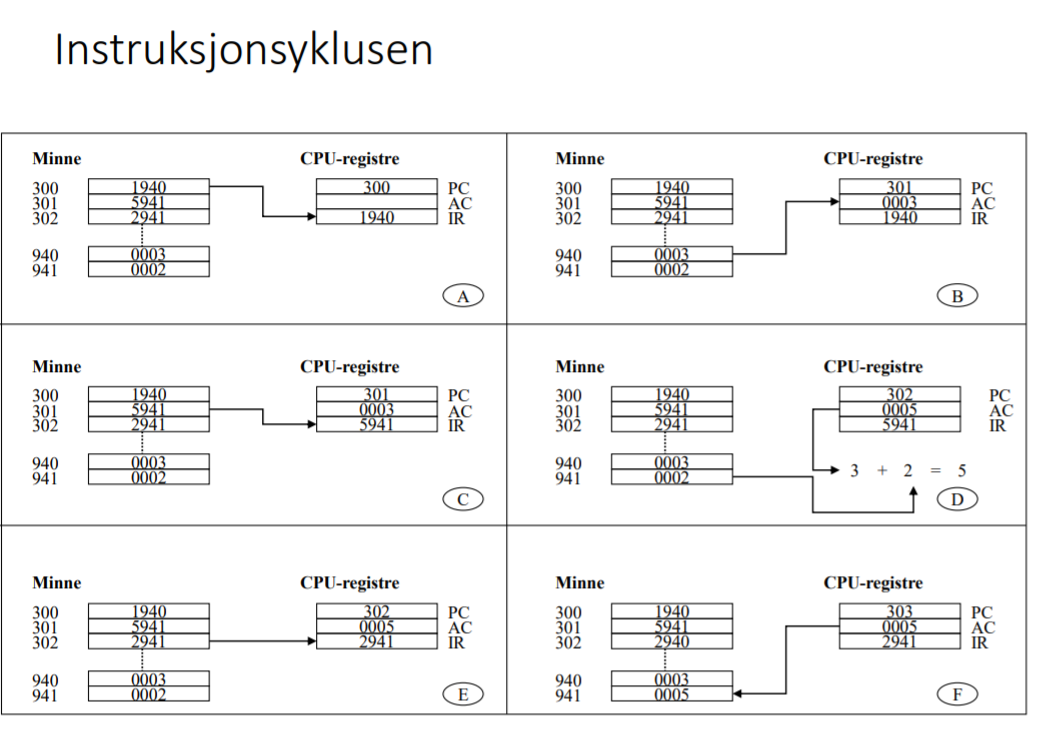 Instruksjonsyklusen
Minne CPU-registre
300 1940 300 PC
301 5941 AC
302 2941 1940 IR
940 0003
941 0002
A
Minne CPU-registre
300 1940 301 PC
301 5941 0003 AC
302 2941 1940 IR
940 0003
941 0002
B
Minne CPU-registre
300 1940 301 PC
301 5941 0003 AC
302 2941 5941 IR
940 0003
941 0002
C
Minne CPU-registre
300 1940 302 PC
301 5941 0005 AC
302 2941 5941 IR
940 0003
941 0002
3 + 2 = 5
D
Minne CPU-registre
300 1940 302 PC
301 5941 0005 AC
302 2941 2941 IR
940 0003
941 0002
E
Minne CPU-registre
300 1940 303 PC
301 5941 0005 AC
302 2940 2941 IR
940 0003
941 0005
F